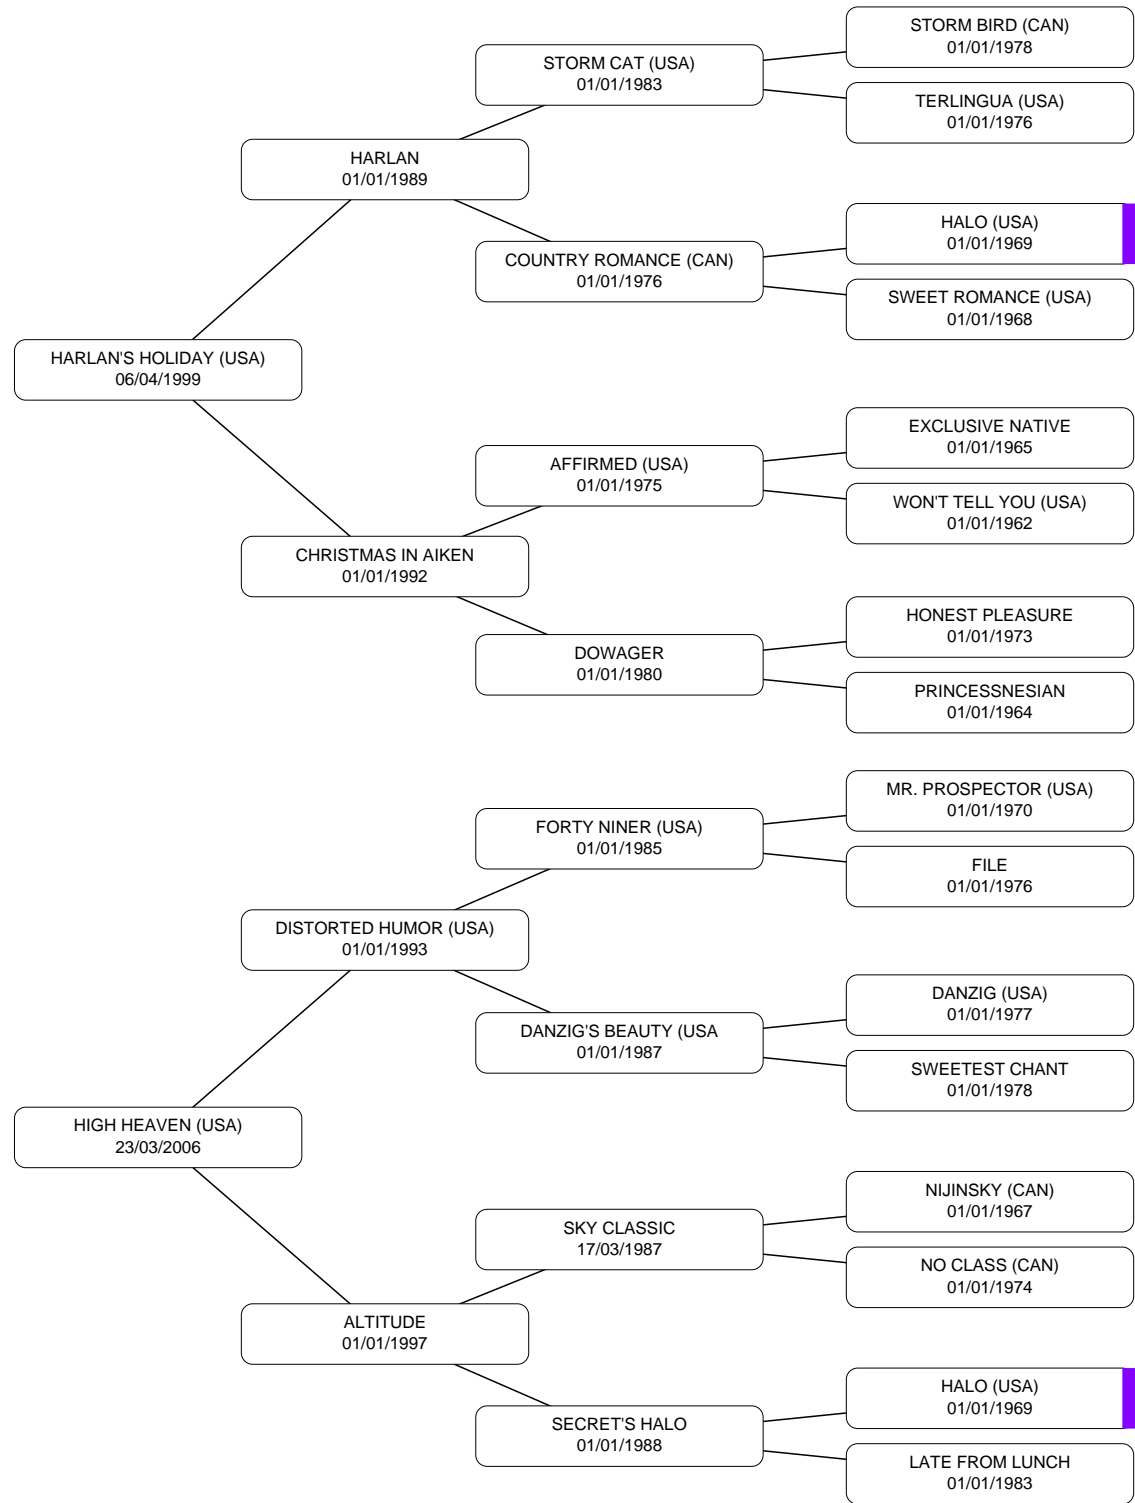 STORM BIRD (CAN)
01/01/1978
STORM CAT (USA)
01/01/1983
TERLINGUA (USA)
01/01/1976
HARLAN
01/01/1989
HALO (USA)
01/01/1969
COUNTRY ROMANCE (CAN)
01/01/1976
SWEET ROMANCE (USA)
01/01/1968
HARLAN'S HOLIDAY (USA)
06/04/1999
EXCLUSIVE NATIVE
01/01/1965
AFFIRMED (USA)
01/01/1975
WON'T TELL YOU (USA)
01/01/1962
CHRISTMAS IN AIKEN
01/01/1992
HONEST PLEASURE
01/01/1973
DOWAGER
01/01/1980
PRINCESSNESIAN
01/01/1964
MR. PROSPECTOR (USA)
01/01/1970
FORTY NINER (USA)
01/01/1985
FILE
01/01/1976
DISTORTED HUMOR (USA)
01/01/1993
DANZIG (USA)
01/01/1977
DANZIG'S BEAUTY (USA
01/01/1987
SWEETEST CHANT
01/01/1978
HIGH HEAVEN (USA)
23/03/2006
NIJINSKY (CAN)
01/01/1967
SKY CLASSIC
17/03/1987
NO CLASS (CAN)
01/01/1974
ALTITUDE
01/01/1997
HALO (USA)
01/01/1969
SECRET'S HALO
01/01/1988
LATE FROM LUNCH
01/01/1983